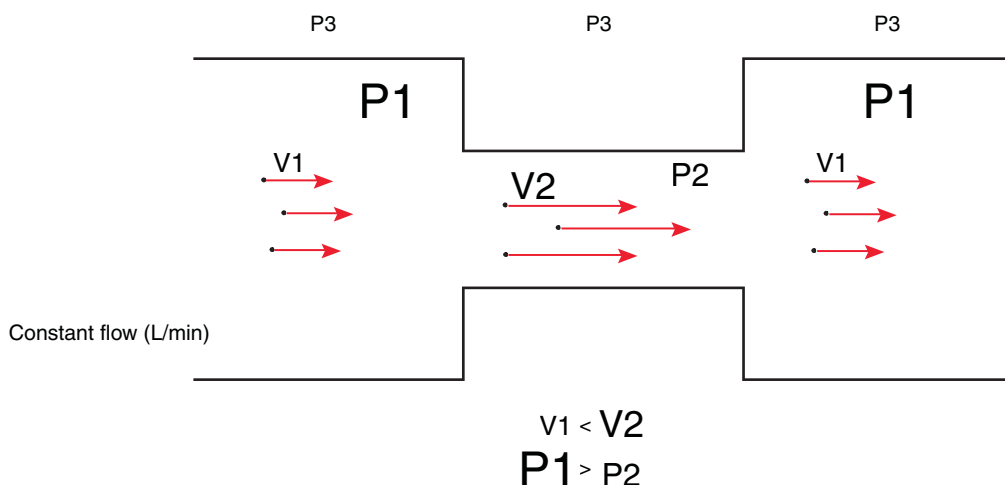 P3 P3 P3
P1 P1
V1 V2 P2 V1
Constant flow (L/min)
V1 < V2
P1 > P2